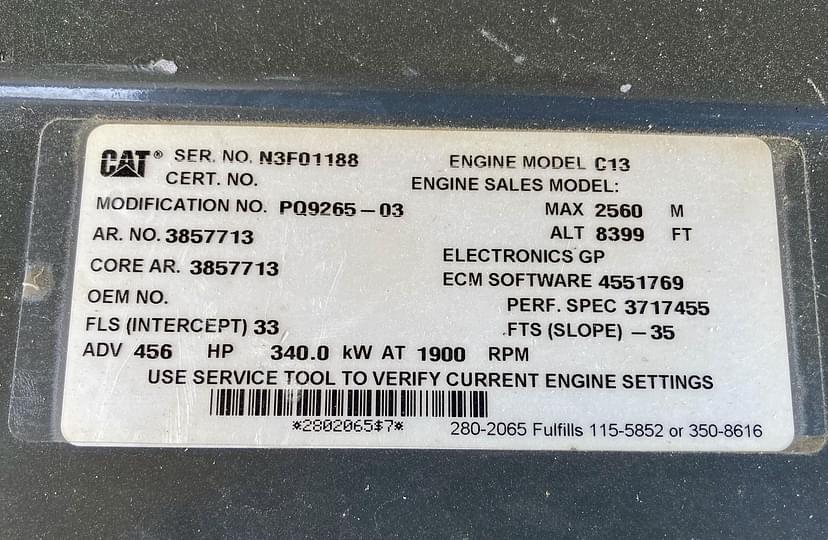 CAT® SER. NO. N3F01188 ENGINE MODEL C13
CERT. NO. ENGINE SALES MODEL:
MODIFICATION NO. PQ9265-03 MAX 2560 M
AR. NO. 3857713 ALT 8399 FT
CORE AR. 3857713 ELECTRONICS GP
ECM SOFTWARE 4551769
OEM NO. PERF. SPEC 3717455
FLS (INTERCEPT) 33 .FTS (SLOPE) -35
ADV 456 HP 340.0 kW AT 1900 RPM
USE SERVICE TOOL TO VERIFY CURRENT ENGINE SETTINGS
*2802065$7* 280-2065 Fulfills 115-5852 or 350-8616